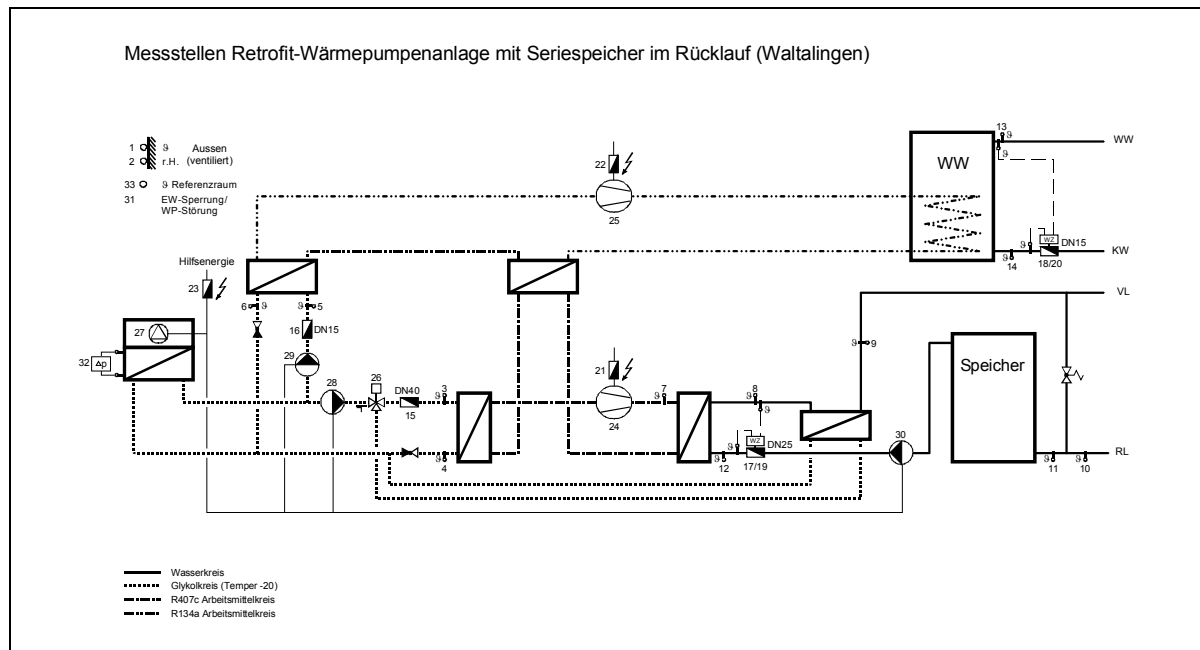 Messstellen Retrofit-Wärmepumpenanlage mit Seriespeicher im Rücklauf (Waltalingen)
1 ϑ Aussen
2 r.H. (ventiliert)
33 ϑ Referenzraum
31 EW-Sperrung/
WP-Störung
Hilfsenergie
23
22
25
13
ϑ
ϑ
WW
WW
WZ
DN15
KW
ϑ
ϑ
14
18/20
VL
6 ϑ
ϑ 5
16 DN15
29
27
32 Δp
28
26
DN40
15
ϑ 3
ϑ 4
21
24
ϑ 7
8
ϑ
ϑ
ϑ 9
WZ
DN25
ϑ
ϑ
12
17/19
30
Speicher
ϑ
11
ϑ
10
RL
Wasserkreis
Glykolkreis (Temper -20)
R407c Arbeitsmittelkreis
R134a Arbeitsmittelkreis